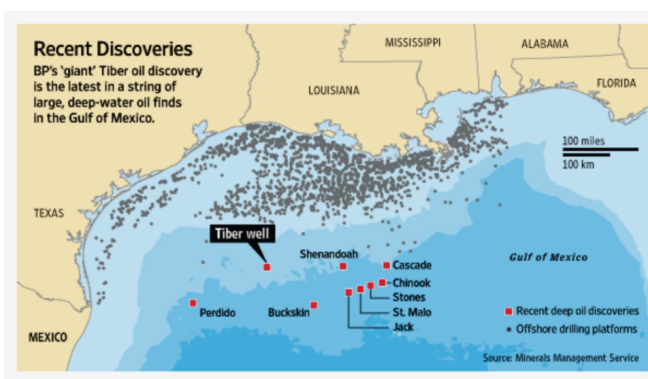 Recent Discoveries
BP's 'giant' Tiber oil discovery
is the latest in a string of
large, deep-water oil finds
in the Gulf of Mexico.
MISSISSIPPI
ALABAMA
LOUISIANA
FLORIDA
100 miles
100 km
TEXAS
Tiber well
Shenandoah
Cascade
Gulf of Mexico
Chinook
Stones
St. Malo
Jack
Perdido
Buckskin
Recent deep oil discoveries
Offshore drilling platforms
MEXICO
Source: Minerals Management Service